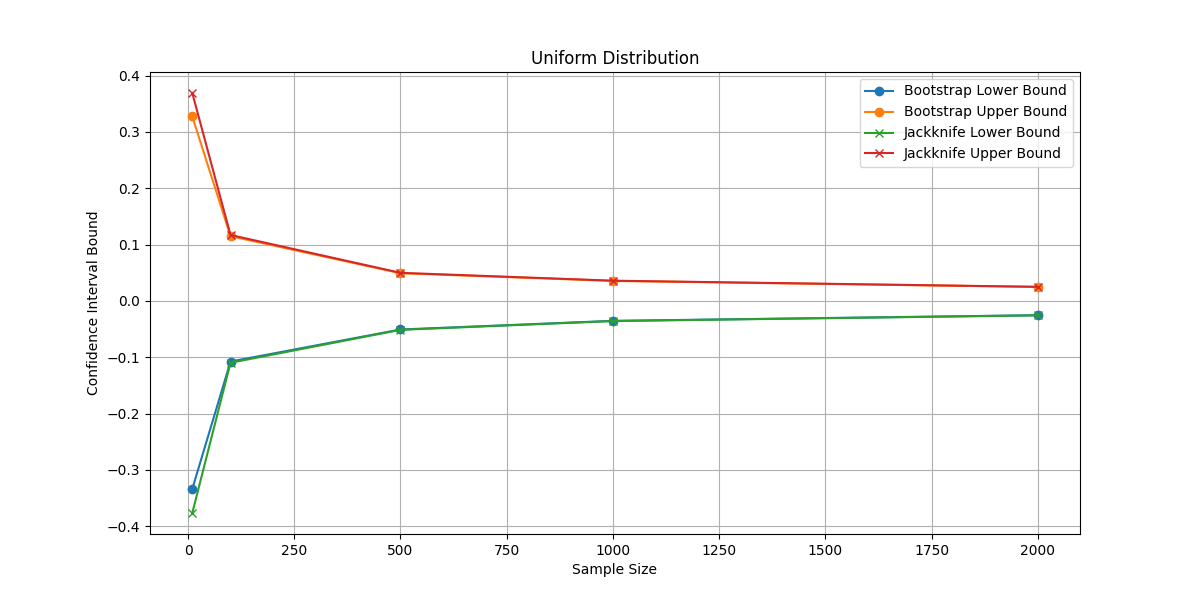 Uniform Distribution
Confidence Interval Bound
0.4
0.3
0.2
0.1
0.0
−0.1
−0.2
−0.3
−0.4
Bootstrap Lower Bound
Bootstrap Upper Bound
Jackknife Lower Bound
Jackknife Upper Bound
0 250 500 750 1000 1250 1500 1750 2000
Sample Size